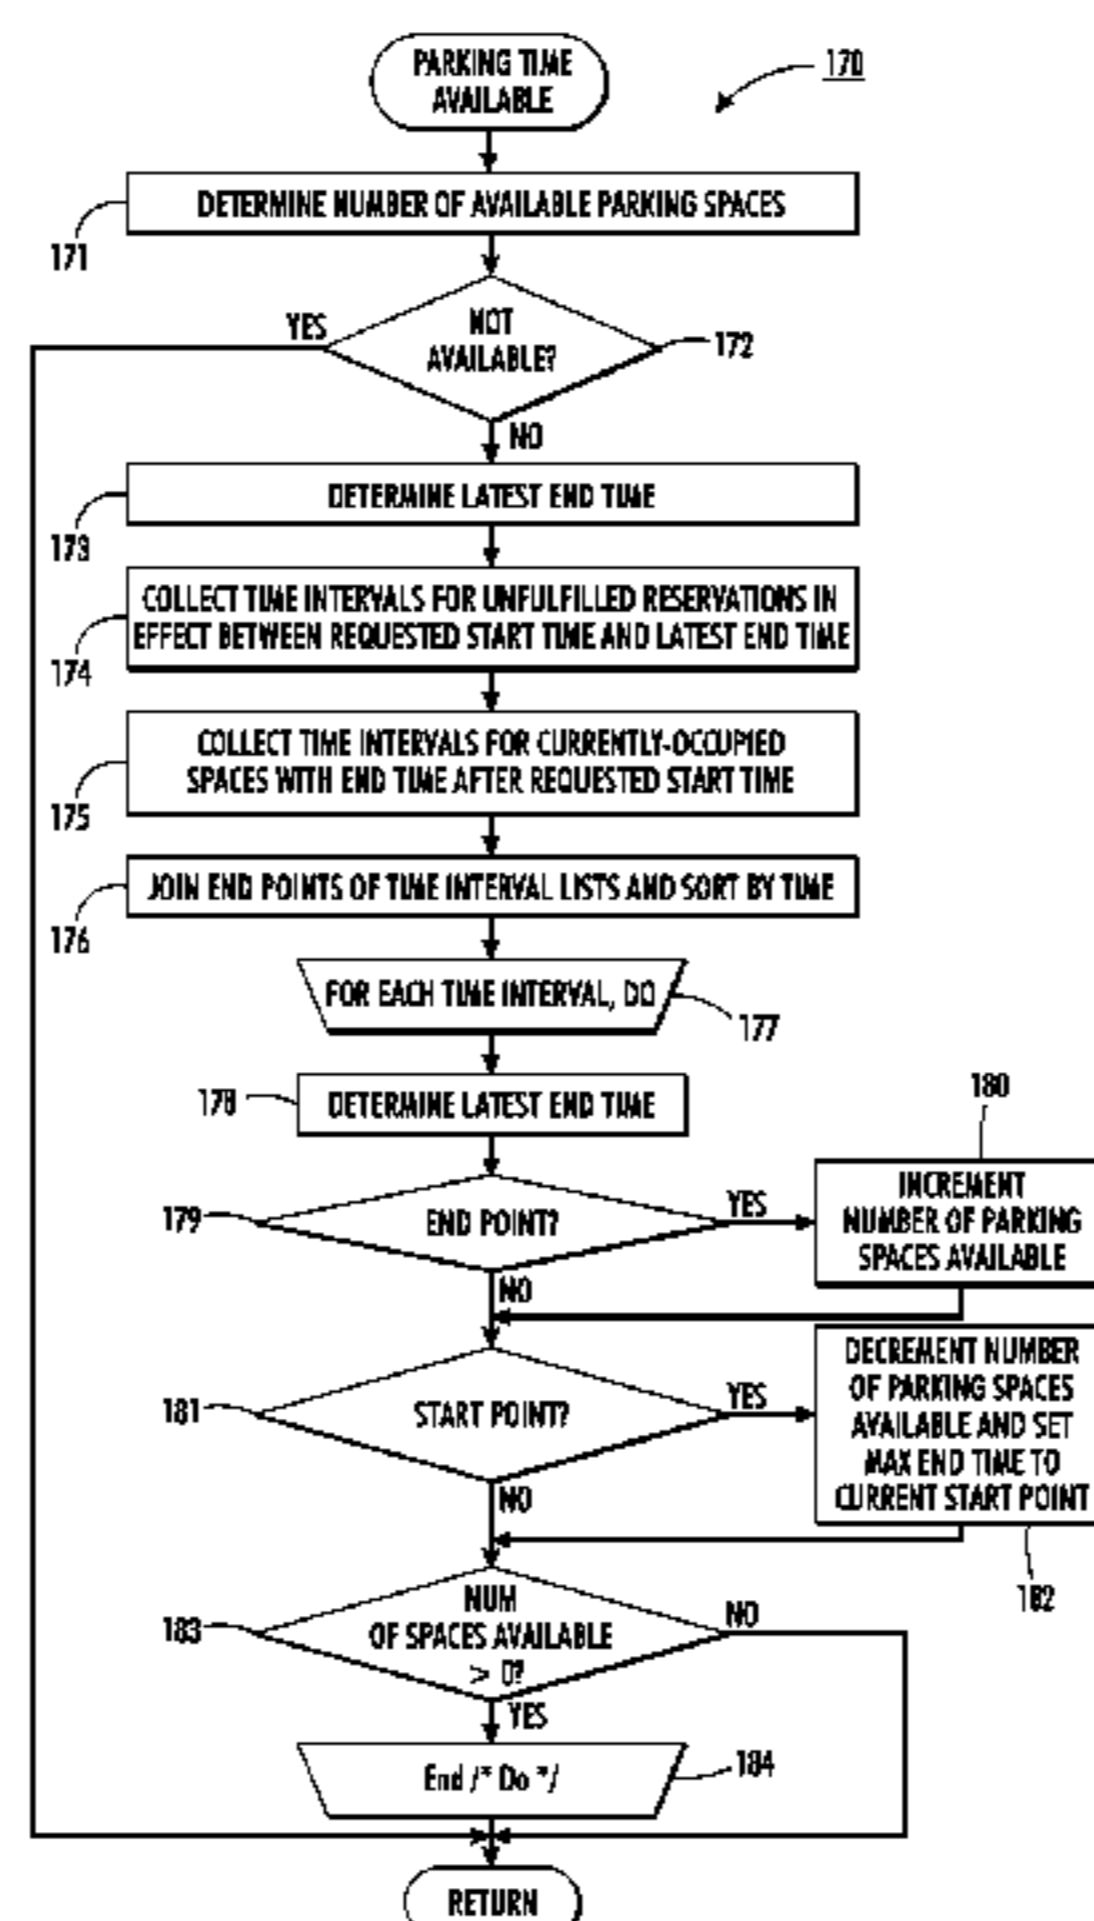 PARKING TIME
AVAILABLE
170
DETERMINE NUMBER OF AVAILABLE PARKING SPACES
171
YES
NOT
AVAILABLE?
172
NO
DETERMINE LATEST END TIME
173
COLLECT TIME INTERVALS FOR UNFULFILLED RESERVATIONS IN
EFFECT BETWEEN REQUESTED START TIME AND LATEST END TIME
174
COLLECT TIME INTERVALS FOR CURRENTLY-OCCUPIED
SPACES WITH END TIME AFTER REQUESTED START TIME
175
JOIN END POINTS OF TIME INTERVAL LISTS AND SORT BY TIME
176
FOR EACH TIME INTERVAL, DO
177
178
DETERMINE LATEST END TIME
180
179
END POINT?
YES
INCREMENT
NUMBER OF PARKING
SPACES AVAILABLE
NO
181
START POINT?
YES
DECREMENT NUMBER
OF PARKING SPACES
AVAILABLE AND SET
MAX END TIME TO
CURRENT START POINT
NO
182
183
NUM
OF SPACES AVAILABLE
> 0?
NO
YES
End /* Do */
184
RETURN